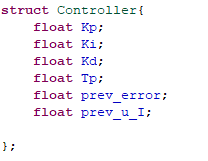 struct Controller{
    float Kp;
    float Ki;
    float Kd;
    float Tp;
    float prev_error;
    float prev_u_I;
};